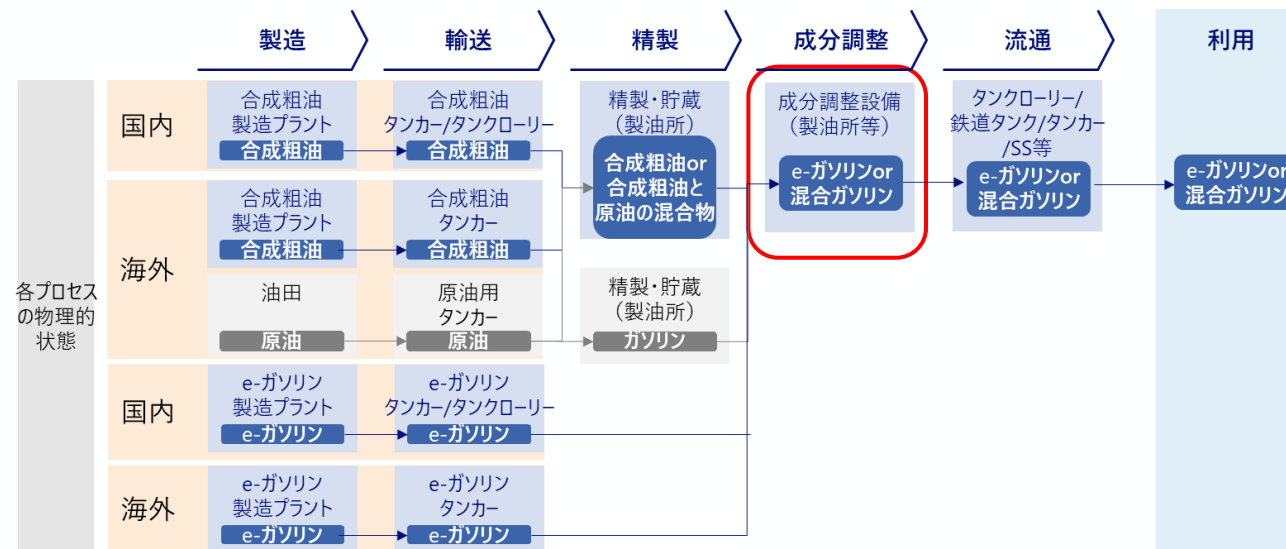 製造
輸送
精製
成分調整
流通
利用
各プロセス
の物理的
状態
国内
合成粗油
製造プラント
合成粗油
合成粗油
タンカー/タンクローリー
合成粗油
精製・貯蔵
（製油所）
合成粗油or
合成粗油と
原油の混合物
成分調整設備
（製油所等）
e-ガソリンor
混合ガソリン
タンクローリー/
鉄道タンク/タンカー
/SS等
e-ガソリンor
混合ガソリン
e-ガソリンor
混合ガソリン
海外
合成粗油
製造プラント
合成粗油
合成粗油
タンカー
合成粗油
油田
原油
原油用
タンカー
原油
精製・貯蔵
（製油所）
ガソリン
国内
e-ガソリン
製造プラント
e-ガソリン
e-ガソリン
タンカー/タンクローリー
e-ガソリン
海外
e-ガソリン
製造プラント
e-ガソリン
e-ガソリン
タンカー
e-ガソリン